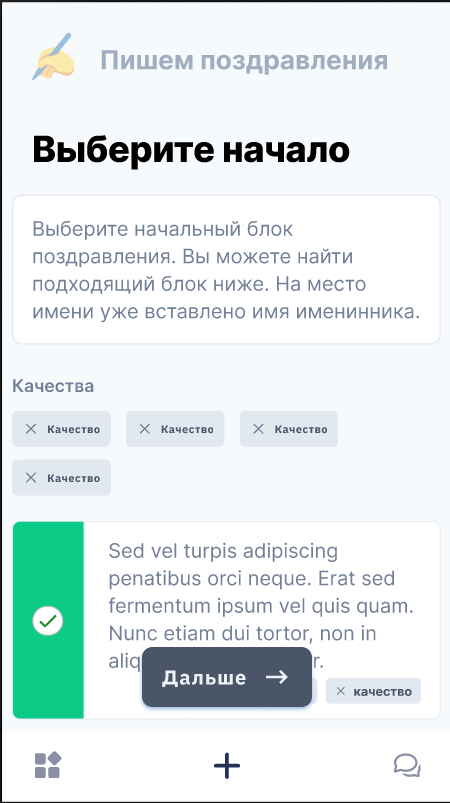 Пишем поздравления
Выберите начало
Выберите начальный блок
поздравления. Вы можете найти
подходящий блок ниже. На место
имени уже вставлено имя именинника.
Качества
Качество Качество Качество
Качество
Sed vel turpis adipiscing
penatibus orci neque. Erat sed
fermentum ipsum vel quis quam.
Nunc etiam dui tortor, non in
Дальше →
качество